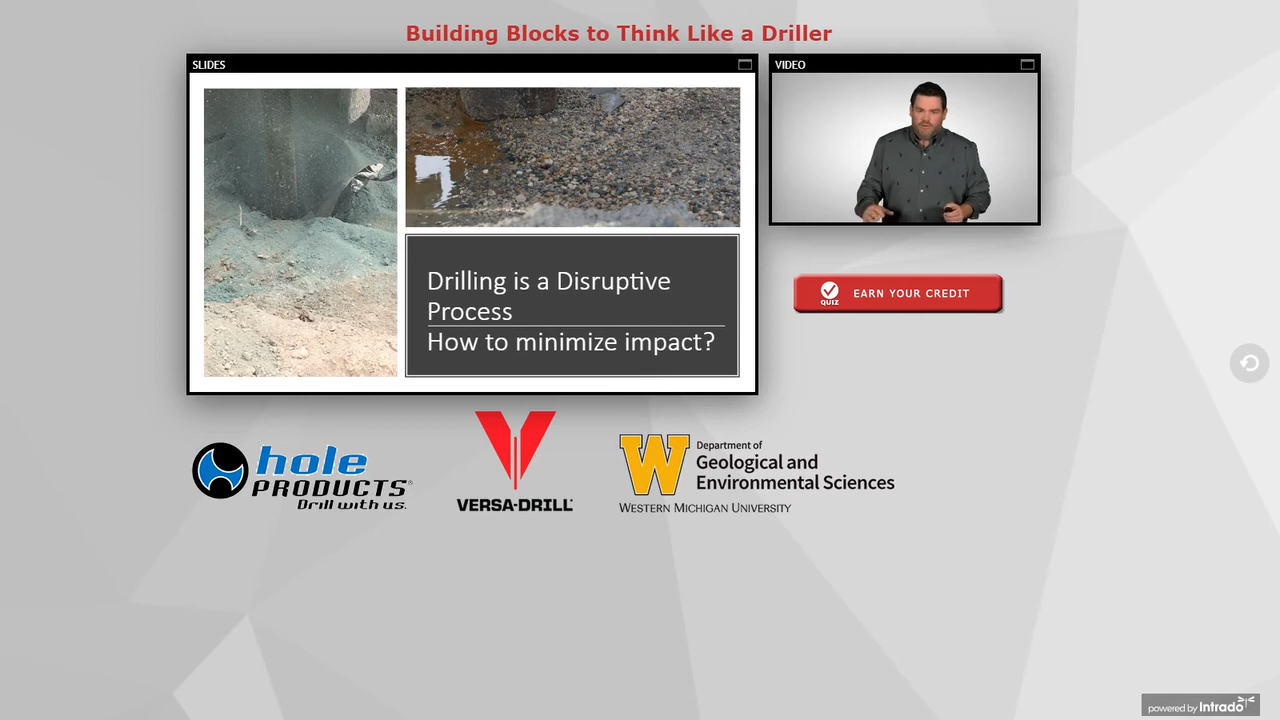 Building Blocks to Think Like a Driller
SLIDES
VIDEO
Drilling is a Disruptive
Process
How to minimize impact?
QUIZ
EARN YOUR CREDIT
hole
PRODUCTS®
Drill with us.
VERSA-DRILL
W
Department of
Geological and
Environmental Sciences
WESTERN MICHIGAN UNIVERSITY
powered by Intrado